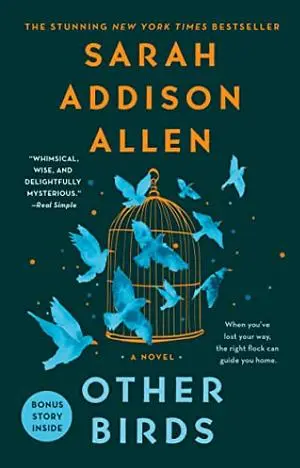 THE STUNNING NEW YORK TIMES BESTSELLER
SARAH
ADDISON
ALLEN
"WHIMSICAL,
WISE, AND
DELIGHTFULLY
MYSTERIOUS."
—Real Simple
When you've
lost your way,
the right flock can
guide you home.
• A NOVEL •
OTHER
BIRDS
BONUS
STORY
INSIDE